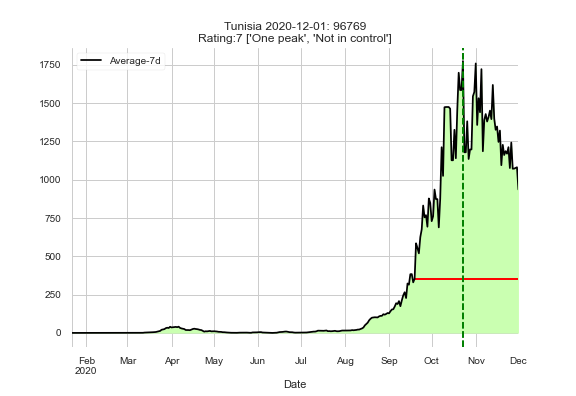 Tunisia 2020-12-01: 96769
Rating:7 ['One peak', 'Not in control']
Average-7d
1750
1500
1250
1000
750
500
250
0
Feb Mar Apr May Jun Jul Aug Sep Oct Nov Dec
2020
Date